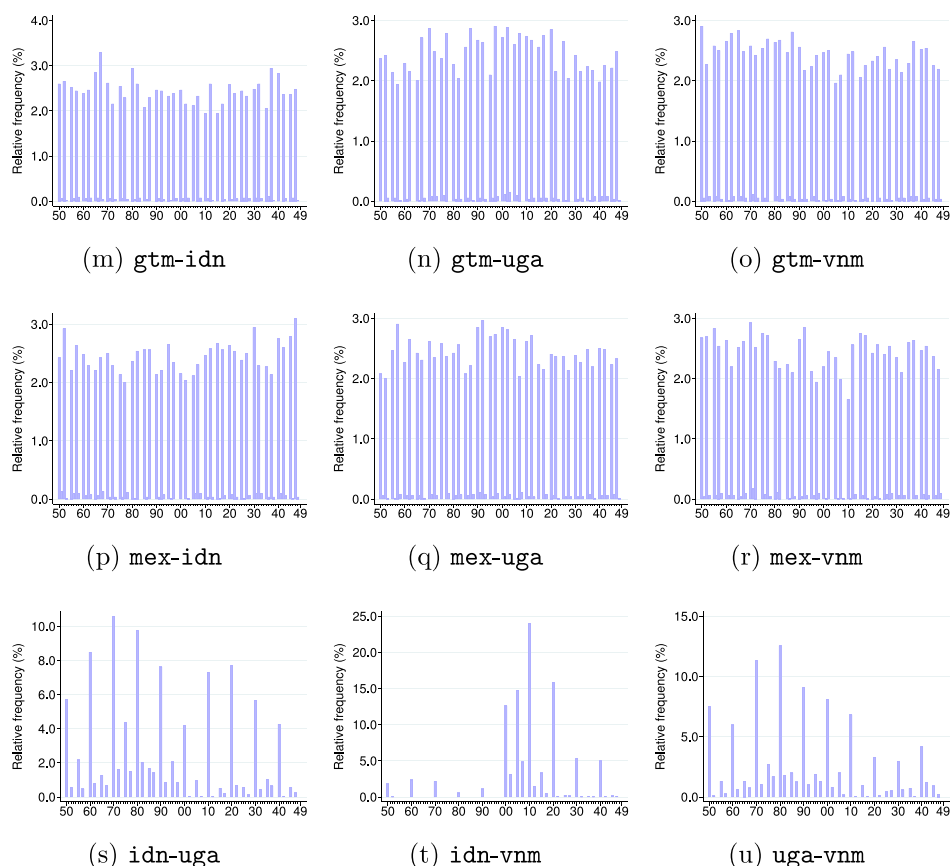 4.0
3.0
2.0
1.0
0.0
Relative frequency (%)
50 60 70 80 90 00 10 20 30 40 49
(m) gtm-idn
3.0
2.0
1.0
0.0
Relative frequency (%)
50 60 70 80 90 00 10 20 30 40 49
(n) gtm-uga
3.0
2.0
1.0
0.0
Relative frequency (%)
50 60 70 80 90 00 10 20 30 40 49
(o) gtm-vnm
3.0
2.0
1.0
0.0
Relative frequency (%)
50 60 70 80 90 00 10 20 30 40 49
(p) mex-idn
3.0
2.0
1.0
0.0
Relative frequency (%)
50 60 70 80 90 00 10 20 30 40 49
(q) mex-uga
3.0
2.0
1.0
0.0
Relative frequency (%)
50 60 70 80 90 00 10 20 30 40 49
(r) mex-vnm
10.0
8.0
6.0
4.0
2.0
0.0
Relative frequency (%)
50 60 70 80 90 00 10 20 30 40 49
(s) idn-uga
25.0
20.0
15.0
10.0
5.0
0.0
Relative frequency (%)
50 60 70 80 90 00 10 20 30 40 49
(t) idn-vnm
15.0
10.0
5.0
0.0
Relative frequency (%)
50 60 70 80 90 00 10 20 30 40 49
(u) uga-vnm